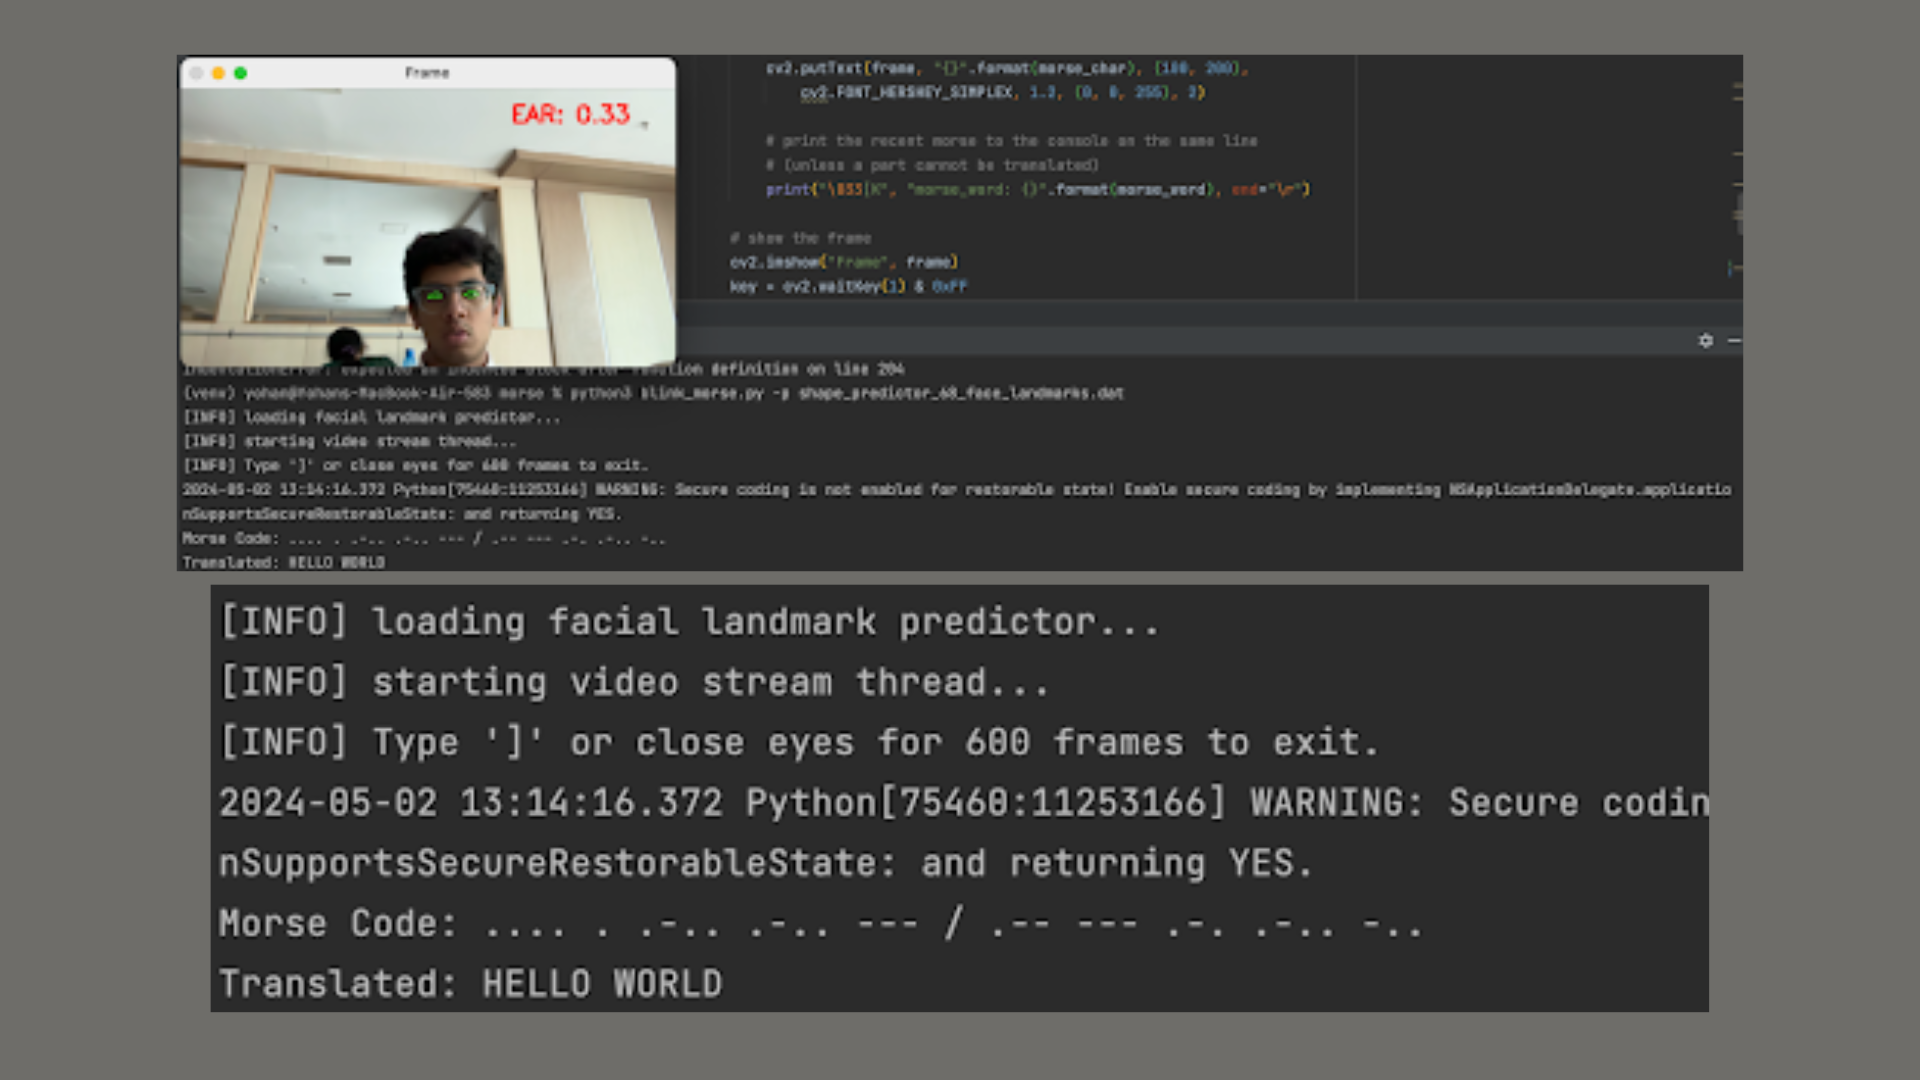 Frame
EAR: 0.33
cv2.putText(frame, "{}".format(morse_char), (100, 200),
cv2.FONT_HERSHEY_SIMPLEX, 1.2, (0, 0, 255), 2)
# print the recent morse to the console on the same line
# (unless a part cannot be translated)
print("\033[K", "morse_word: {}".format(morse_word), end="\r")
# show the frame
cv2.imshow("Frame", frame)
key = cv2.waitKey(1) & 0xFF
IndentationError: expected an indented block after function definition on line 204
(venv) yohan@Yohans-MacBook-Air-583 morse % python3 blink_morse.py -p shape_predictor_68_face_landmarks.dat
[INFO] loading facial landmark predictor...
[INFO] starting video stream thread...
[INFO] Type ']' or close eyes for 600 frames to exit.
2024-05-02 13:14:16.372 Python[75460:11253166] WARNING: Secure coding is not enabled for restorable state! Enable secure coding by implementing NSApplicationDelegate.applicatio
nSupportsSecureRestorableState: and returning YES.
Morse Code: .... . .-.. .-.. --- / .-- --- .-. .-.. -..
Translated: HELLO WORLD
[INFO] loading facial landmark predictor...
[INFO] starting video stream thread...
[INFO] Type ']' or close eyes for 600 frames to exit.
2024-05-02 13:14:16.372 Python[75460:11253166] WARNING: Secure codin
nSupportsSecureRestorableState: and returning YES.
Morse Code: .... . .-.. .-.. --- / .-- --- .-. .-.. -..
Translated: HELLO WORLD